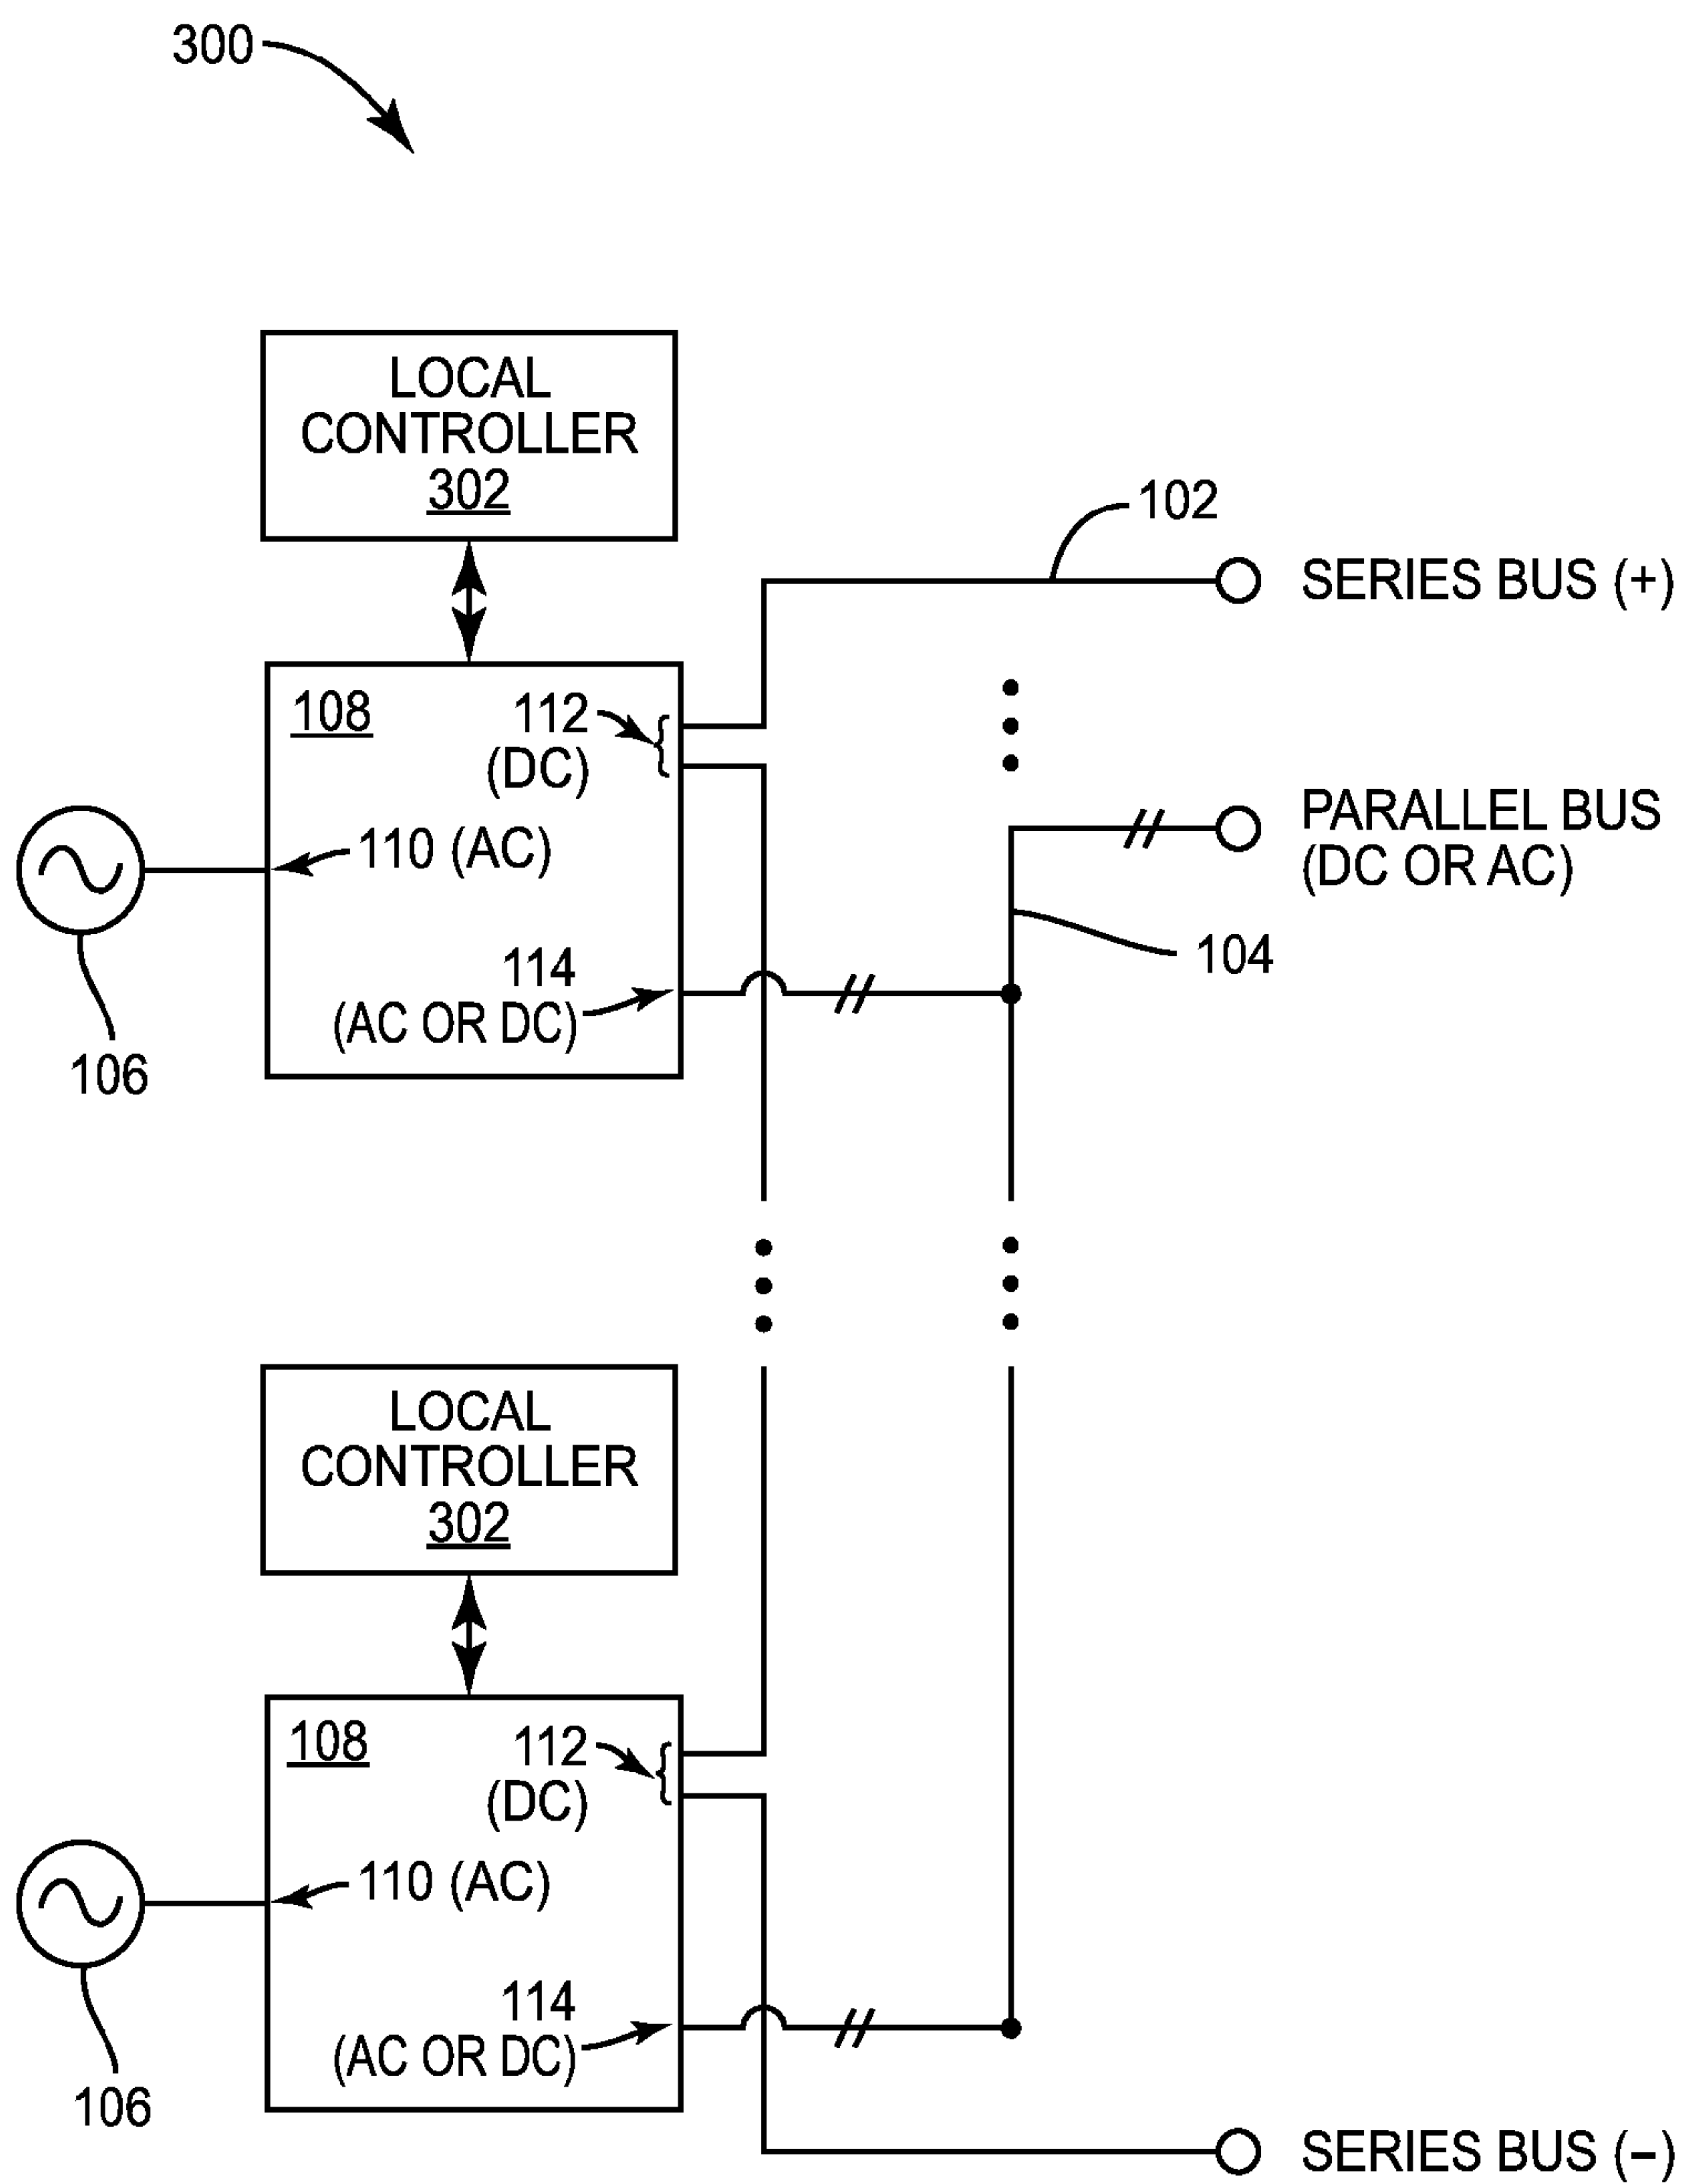 300
LOCAL
CONTROLLER
302
102
SERIES BUS (+)
108
112
(DC)
PARALLEL BUS
(DC OR AC)
110 (AC)
104
114
(AC OR DC)
106
LOCAL
CONTROLLER
302
108
112
(DC)
110 (AC)
114
(AC OR DC)
106
SERIES BUS (−)